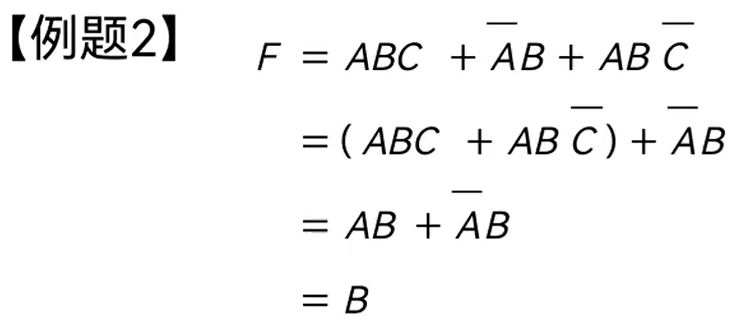 【例题2】 F = ABC + A̅B + ABC̅
= ( ABC + ABC̅ ) + A̅B
= AB + A̅B
= B